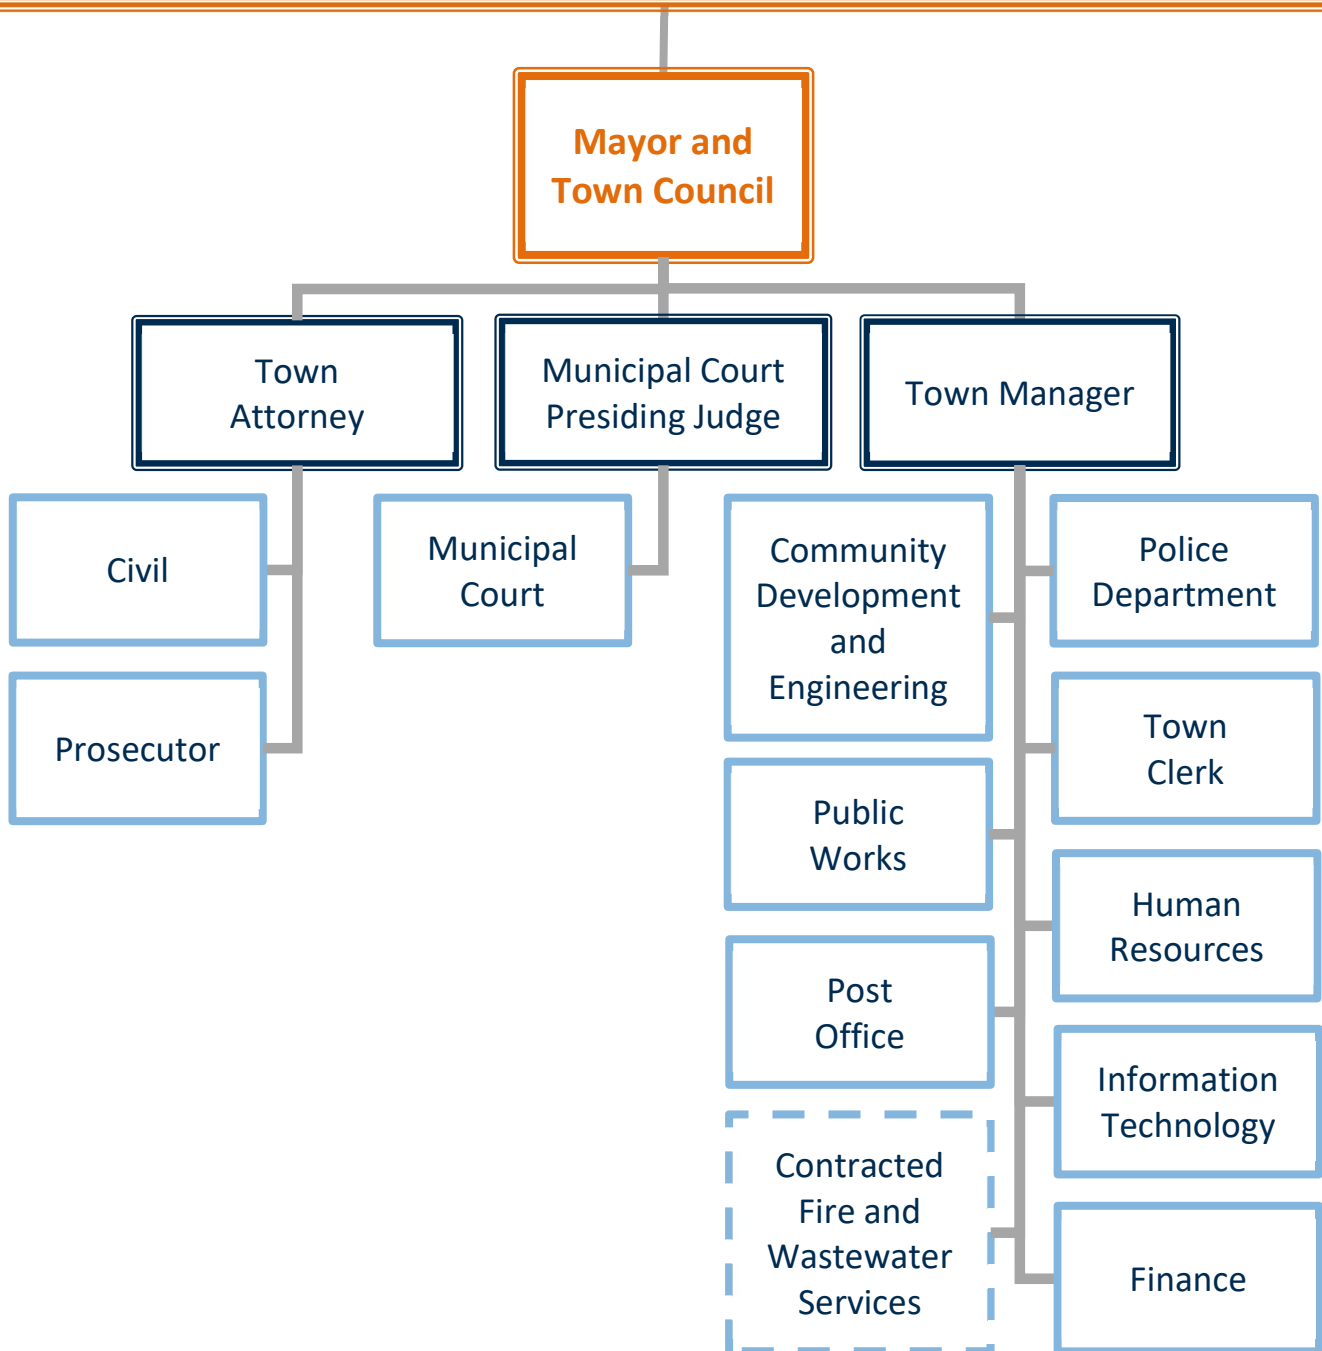 Mayor and
Town Council
Town
Attorney
Municipal Court
Presiding Judge
Town Manager
Civil
Prosecutor
Municipal
Court
Community
Development
and
Engineering
Public
Works
Post
Office
Contracted
Fire and
Wastewater
Services
Police
Department
Town
Clerk
Human
Resources
Information
Technology
Finance